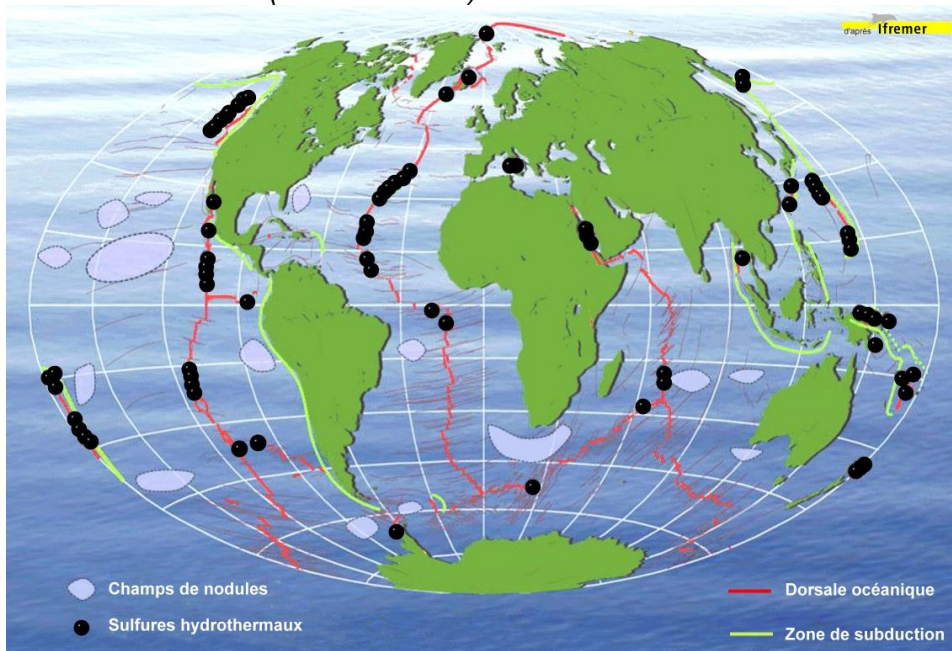 d'après Ifremer
Champs de nodules
Sulfures hydrothermaux
Dorsale océanique
Zone de subduction